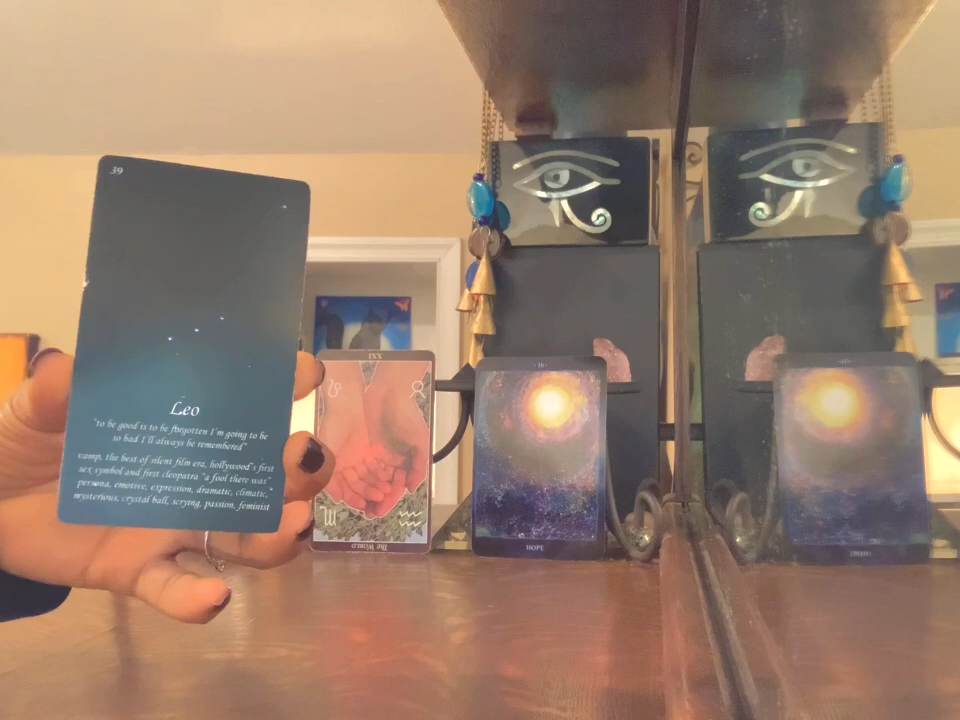 39
Leo
"to be good is to be forgotten I'm going to be
so bad I'll always be remembered"
vamp, the best of silent film era, hollywood's first
sex symbol and first cleopatra "a fool there was"
persona, emotive, expression, dramatic, climatic,
mysterious, crystal ball, scrying, passion, feminist
XXI
The World
HOPE